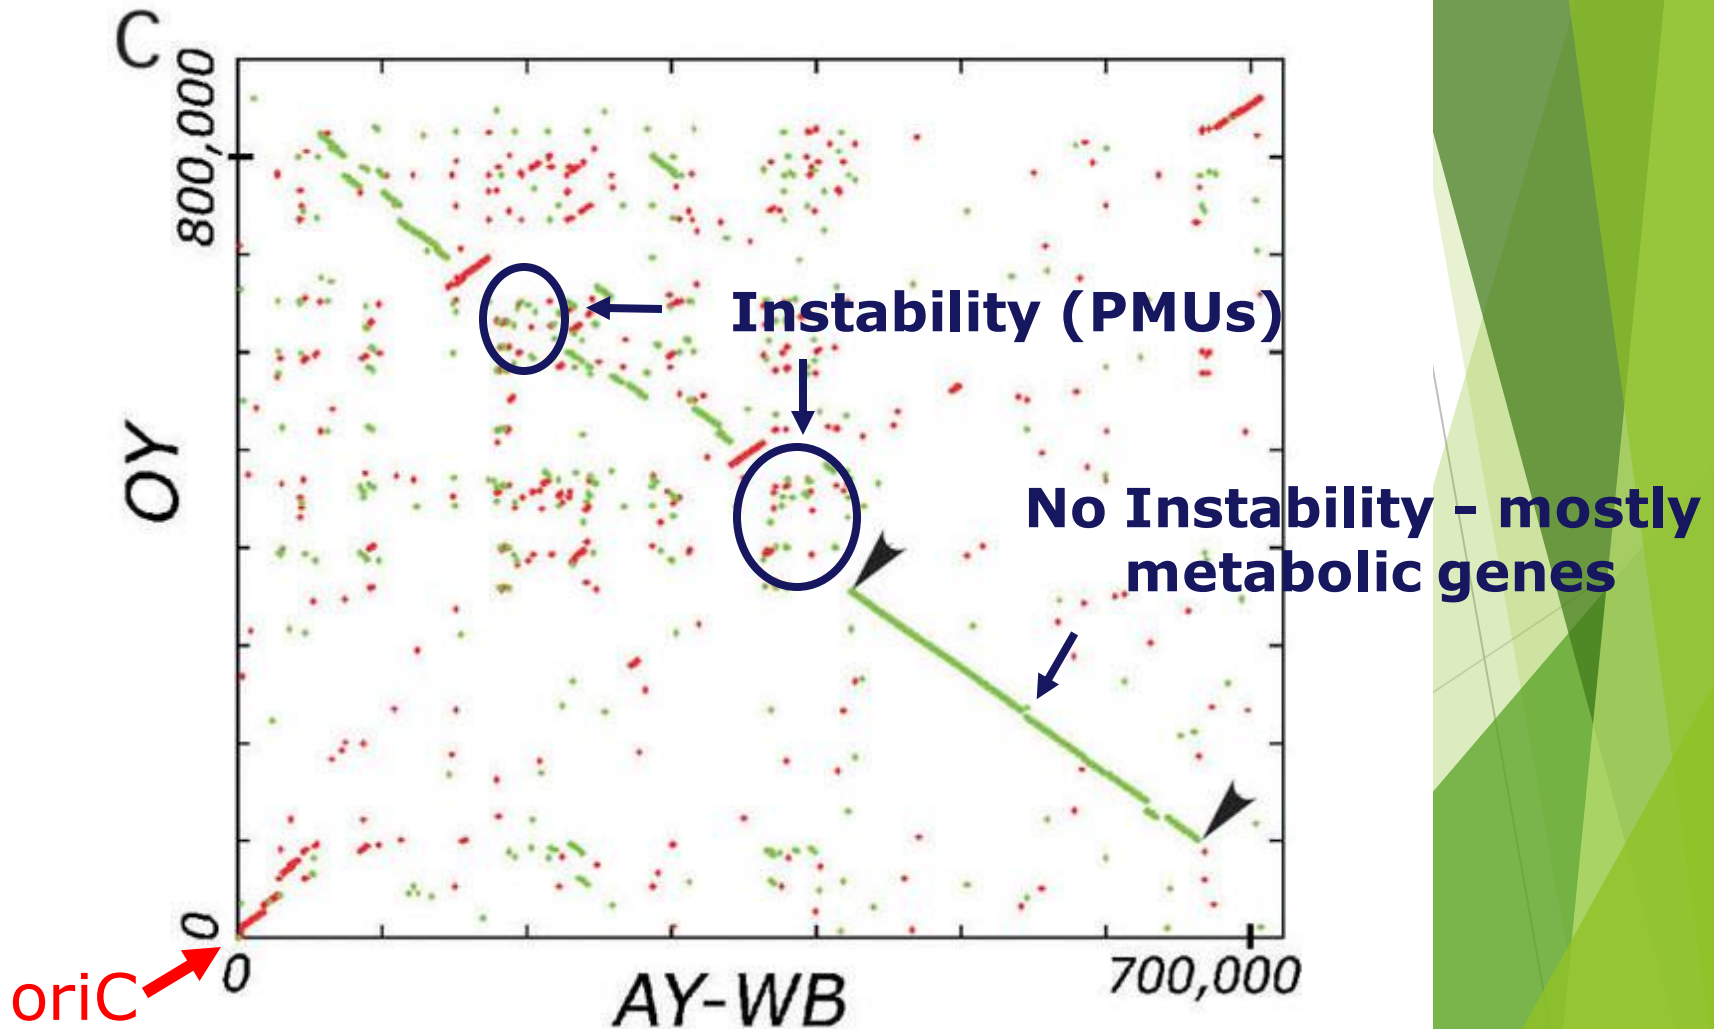 C
800,000
Instability (PMUs)
OY
No Instability – mostly
metabolic genes
0
oriC
0
AY-WB
700,000